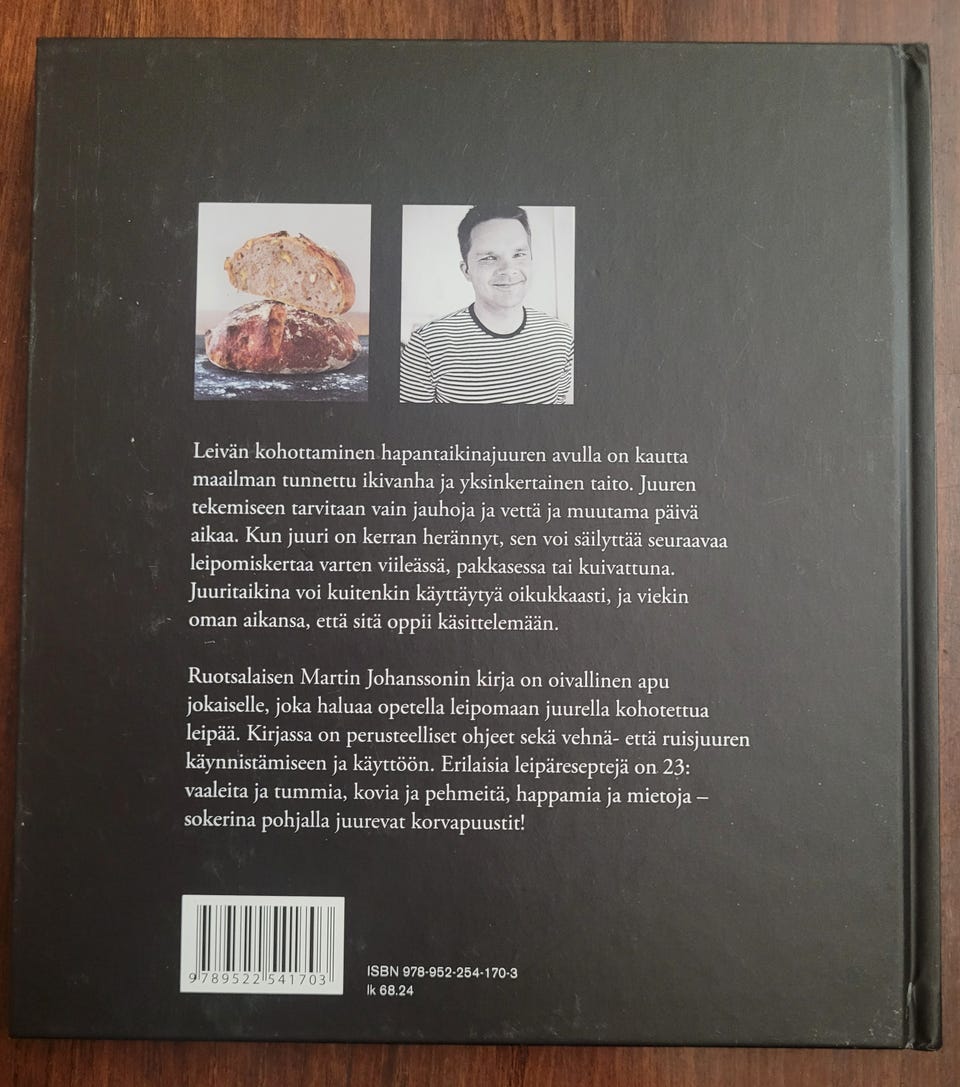 Leivän kohottaminen hapantaikinajuuren avulla on kautta
maailman tunnettu ikivanha ja yksinkertainen taito. Juuren
tekemiseen tarvitaan vain jauhoja ja vettä ja muutama päivä
aikaa. Kun juuri on kerran herännyt, sen voi säilyttää seuraavaa
leipomiskertaa varten viileässä, pakkasessa tai kuivattuna.
Juuritaikina voi kuitenkin käyttäytyä oikukkaasti, ja viekin
oman aikansa, että sitä oppii käsittelemään.
Ruotsalaisen Martin Johanssonin kirja on oivallinen apu
jokaiselle, joka haluaa opetella leipomaan juurella kohotettua
leipää. Kirjassa on perusteelliset ohjeet sekä vehnä- että ruisjuuren
käynnistämiseen ja käyttöön. Erilaisia leipäreseptejä on 23:
vaaleita ja tummia, kovia ja pehmeitä, happamia ja mietoja –
sokerina pohjalla juurevat korvapuustit!
9 789522 541703
ISBN 978-952-254-170-3
lk 68.24